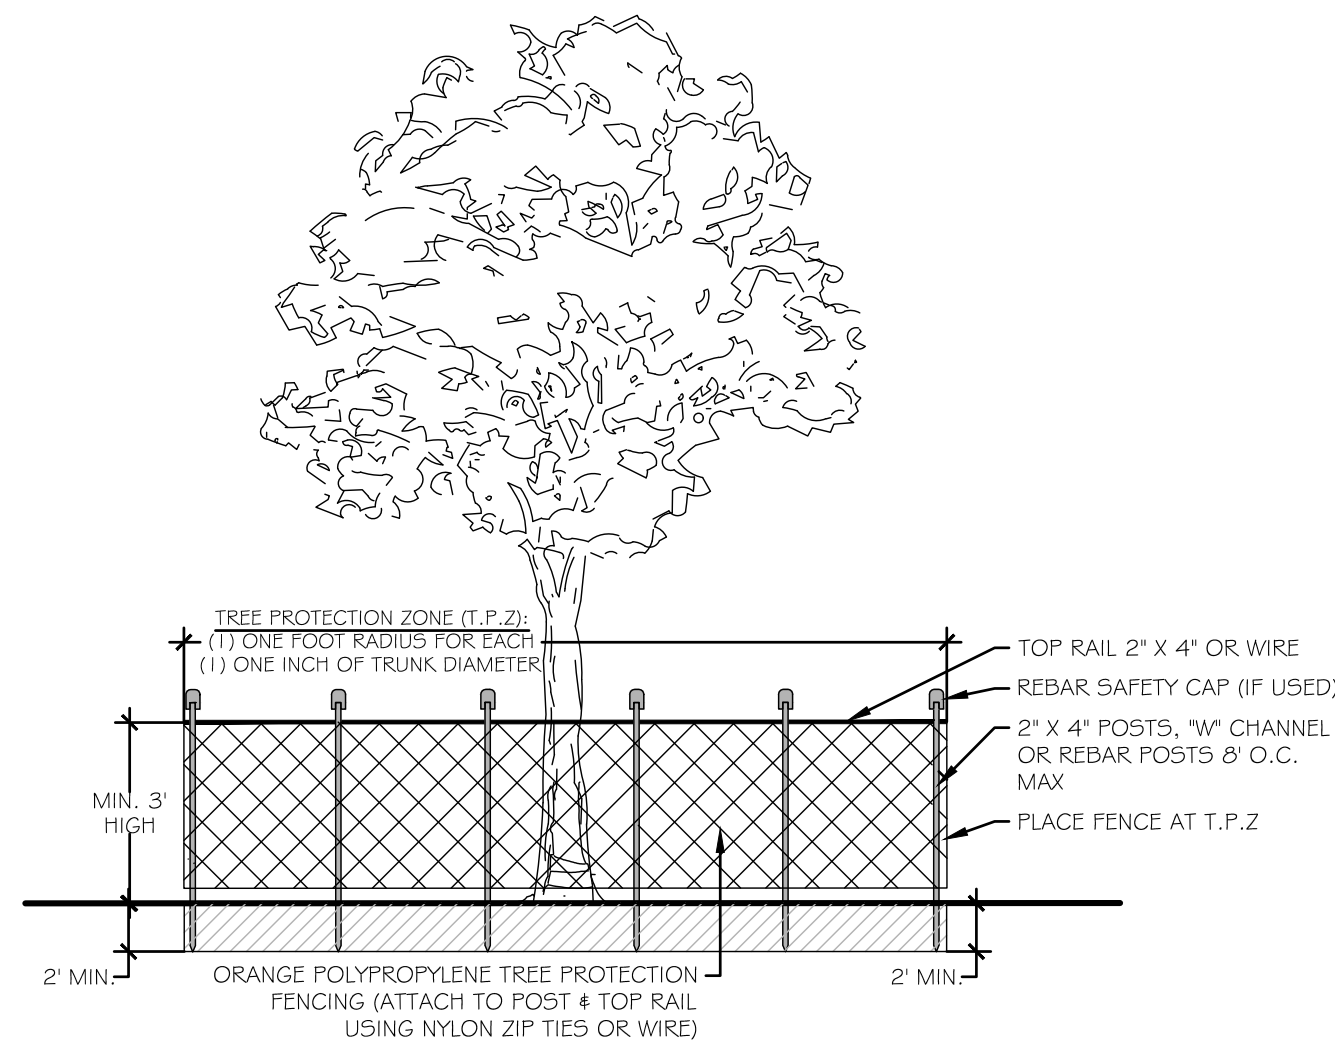 TREE PROTECTION ZONE (T.P.Z):
(1) ONE FOOT RADIUS FOR EACH
(1) ONE INCH OF TRUNK DIAMETER
TOP RAIL 2" X 4" OR WIRE
REBAR SAFETY CAP (IF USED)
2" X 4" POSTS, "W" CHANNEL
OR REBAR POSTS 8' O.C.
MAX
PLACE FENCE AT T.P.Z
MIN. 3'
HIGH
2' MIN.
ORANGE POLYPROPYLENE TREE PROTECTION
FENCING (ATTACH TO POST & TOP RAIL
USING NYLON ZIP TIES OR WIRE)
2' MIN.